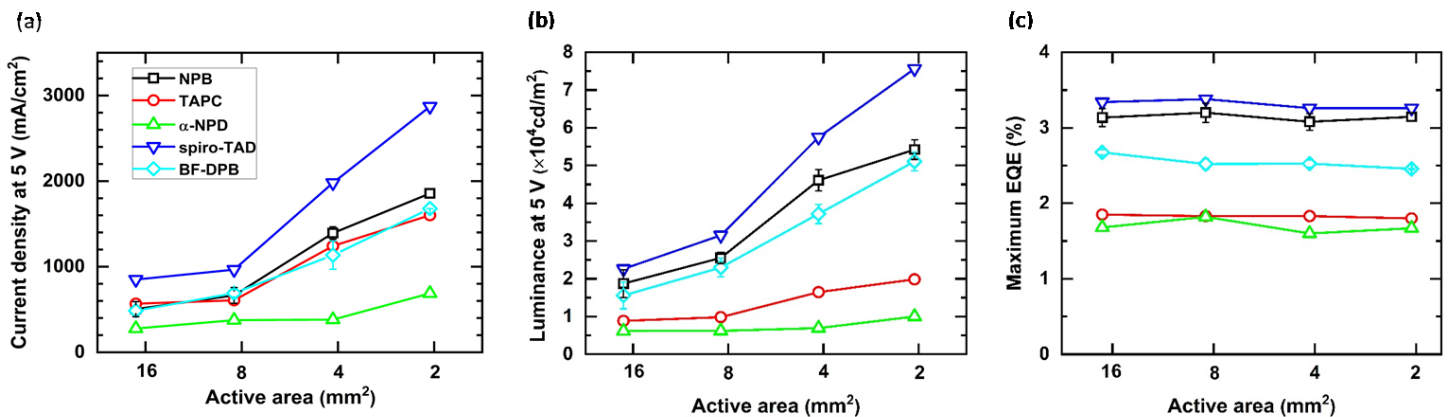 (a)
Current density at 5 V (mA/cm²)
3000
2000
1000
0
NPB
TAPC
α-NPD
spiro-TAD
BF-DPB
16 8 4 2
Active area (mm²)
(b)
Luminance at 5 V (×10⁴cd/m²)
8
7
6
5
4
3
2
1
0
16 8 4 2
Active area (mm²)
(c)
Maximum EQE (%)
4
3
2
1
0
16 8 4 2
Active area (mm²)